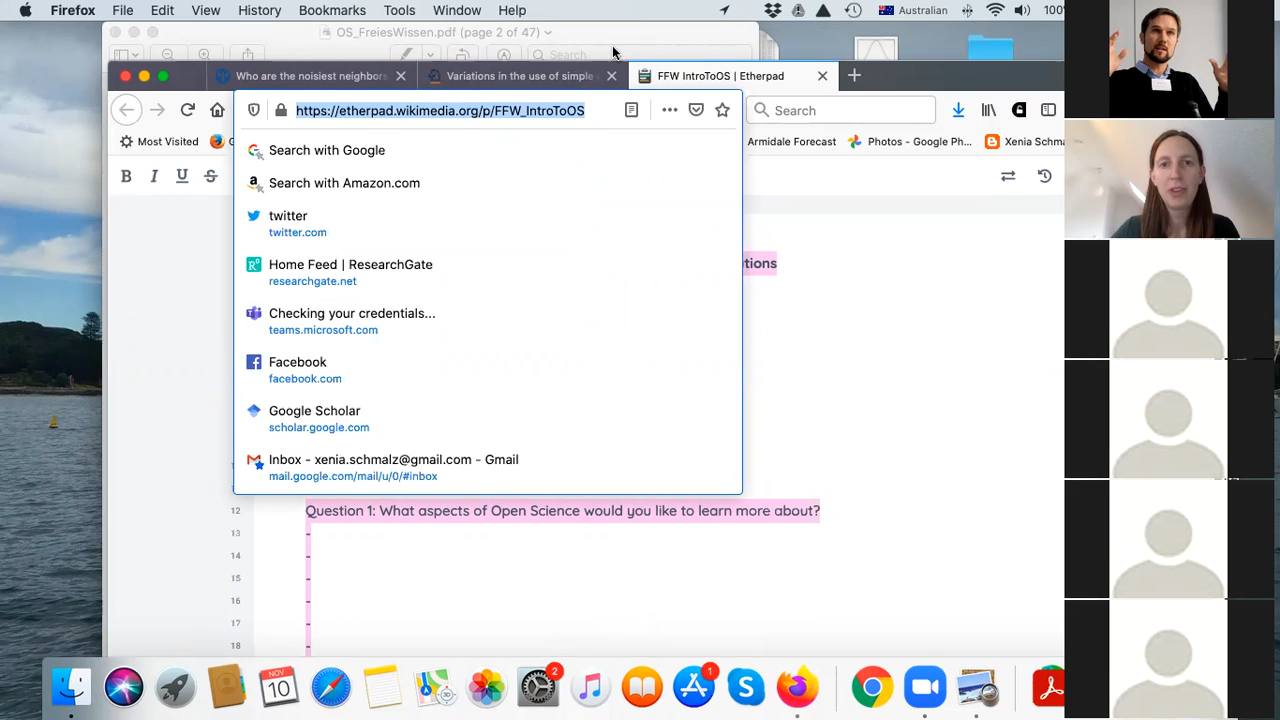 Firefox File Edit View History Bookmarks Tools Window Help Australian 100%
OS_FreiesWissen.pdf (page 2 of 47)
Search
Who are the noisiest neighbors
Variations in the use of simple
FFW IntroToOS | Etherpad
https://etherpad.wikimedia.org/p/FFW_IntroToOS
Search
Most Visited
Armidale Forecast
Photos - Google Ph...
Xenia Schma
Search with Google
Search with Amazon.com
twitter
twitter.com
tions
Home Feed | ResearchGate
researchgate.net
Checking your credentials...
teams.microsoft.com
Facebook
facebook.com
Google Scholar
scholar.google.com
Inbox - xenia.schmalz@gmail.com - Gmail
mail.google.com/mail/u/0/#inbox
12 Question 1: What aspects of Open Science would you like to learn more about?
13 -
14 -
15 -
16 -
17 -
18 -
NOV
10
2
1